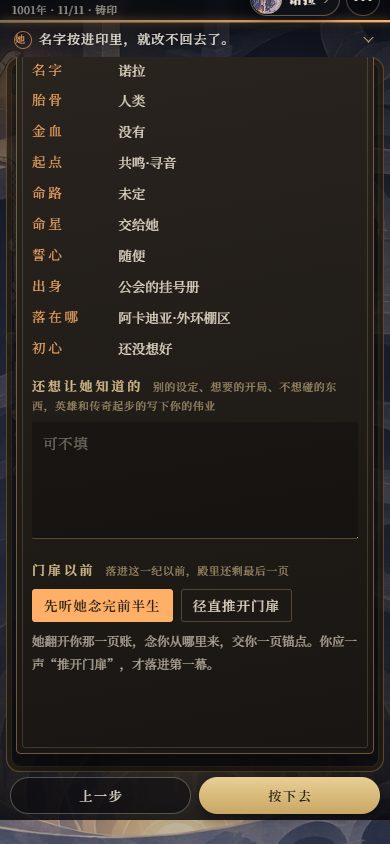 1001年 · 11/11 · 铸印
诺拉
她 名字按进印里，就改不回去了。
名字 诺拉
胎骨 人类
金血 没有
起点 共鸣·寻音
命路 未定
命星 交给她
誓心 随便
出身 公会的挂号册
落在哪 阿卡迪亚·外环棚区
初心 还没想好
还想让她知道的 别的设定、想要的开局、不想碰的东
西，英雄和传奇起步的写下你的伟业
可不填
门扉以前 落进这一纪以前，殿里还剩最后一页
先听她念完前半生 径直推开门扉
她翻开你那一页账，念你从哪里来，交你一页锚点。你应一
声“推开门扉”，才落进第一幕。
上一步 按下去